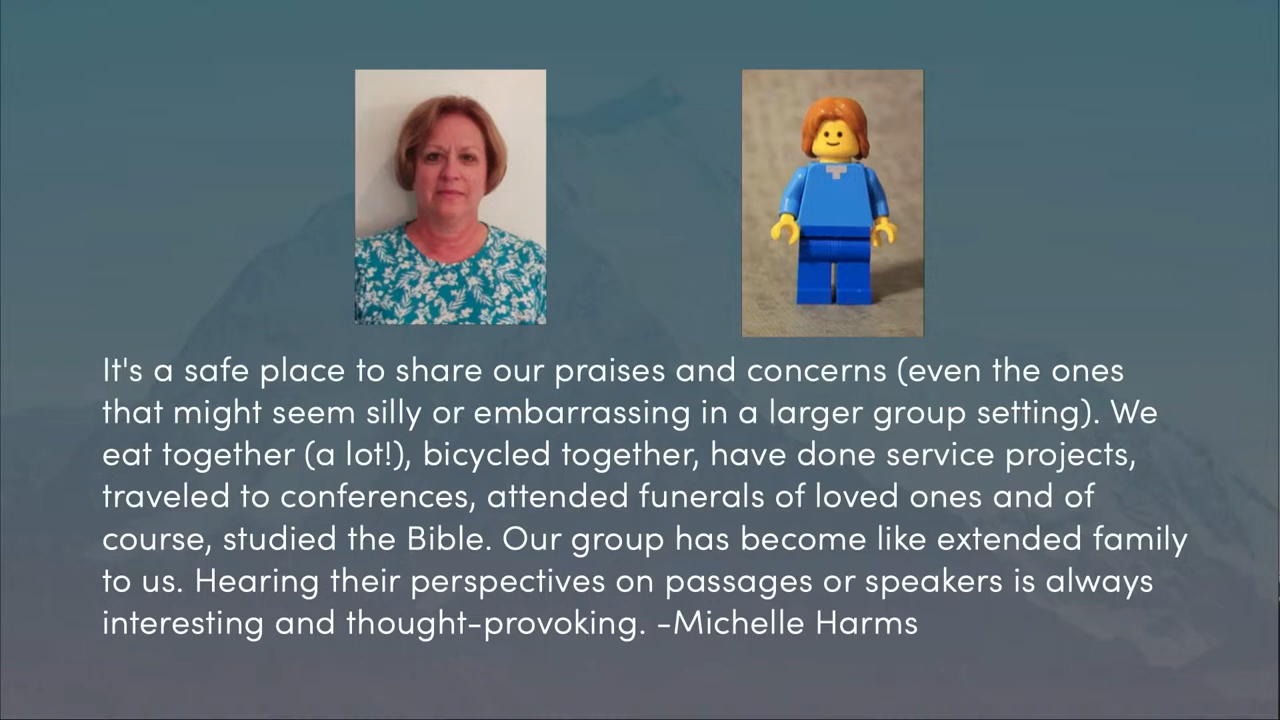 It's a safe place to share our praises and concerns (even the ones
that might seem silly or embarrassing in a larger group setting). We
eat together (a lot!), bicycled together, have done service projects,
traveled to conferences, attended funerals of loved ones and of
course, studied the Bible. Our group has become like extended family
to us. Hearing their perspectives on passages or speakers is always
interesting and thought-provoking. -Michelle Harms